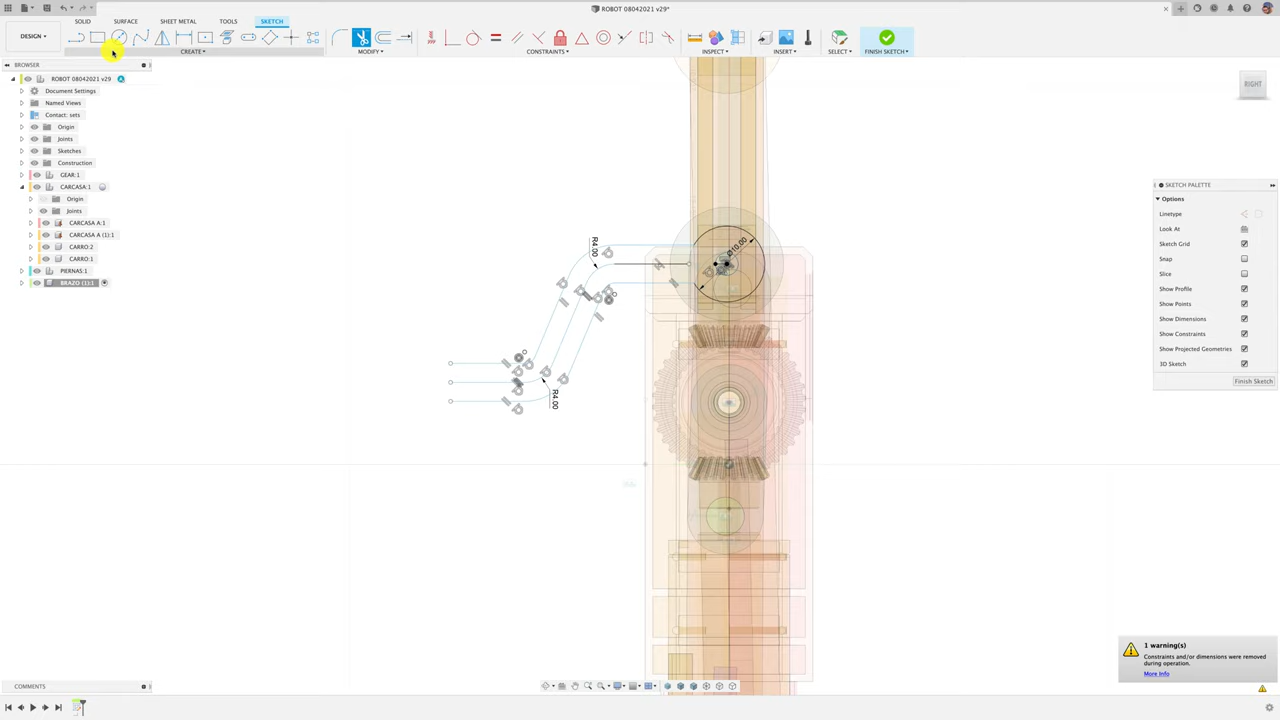 ROBOT 08042021 v29*
SOLID
SURFACE
SHEET METAL
TOOLS
SKETCH
DESIGN
CREATE
MODIFY
CONSTRAINTS
INSPECT
INSERT
SELECT
FINISH SKETCH
BROWSER
ROBOT 08042021 v29
Document Settings
Named Views
Contact: sets
Origin
Joints
Sketches
Construction
GEAR:1
CARCASA:1
Origin
Joints
CARCASA A:1
CARCASA A (1):1
CARRO:2
CARRO:1
PIERNAS:1
BRAZO (1):1
RIGHT
R4.00
Ø10.00
R4.00
SKETCH PALETTE
Options
Linetype
Look At
Sketch Grid
Snap
Slice
Show Profile
Show Points
Show Dimensions
Show Constraints
Show Projected Geometries
3D Sketch
Finish Sketch
1 warning(s)
Constraints and/or dimensions were removed
during operation.
More Info
COMMENTS